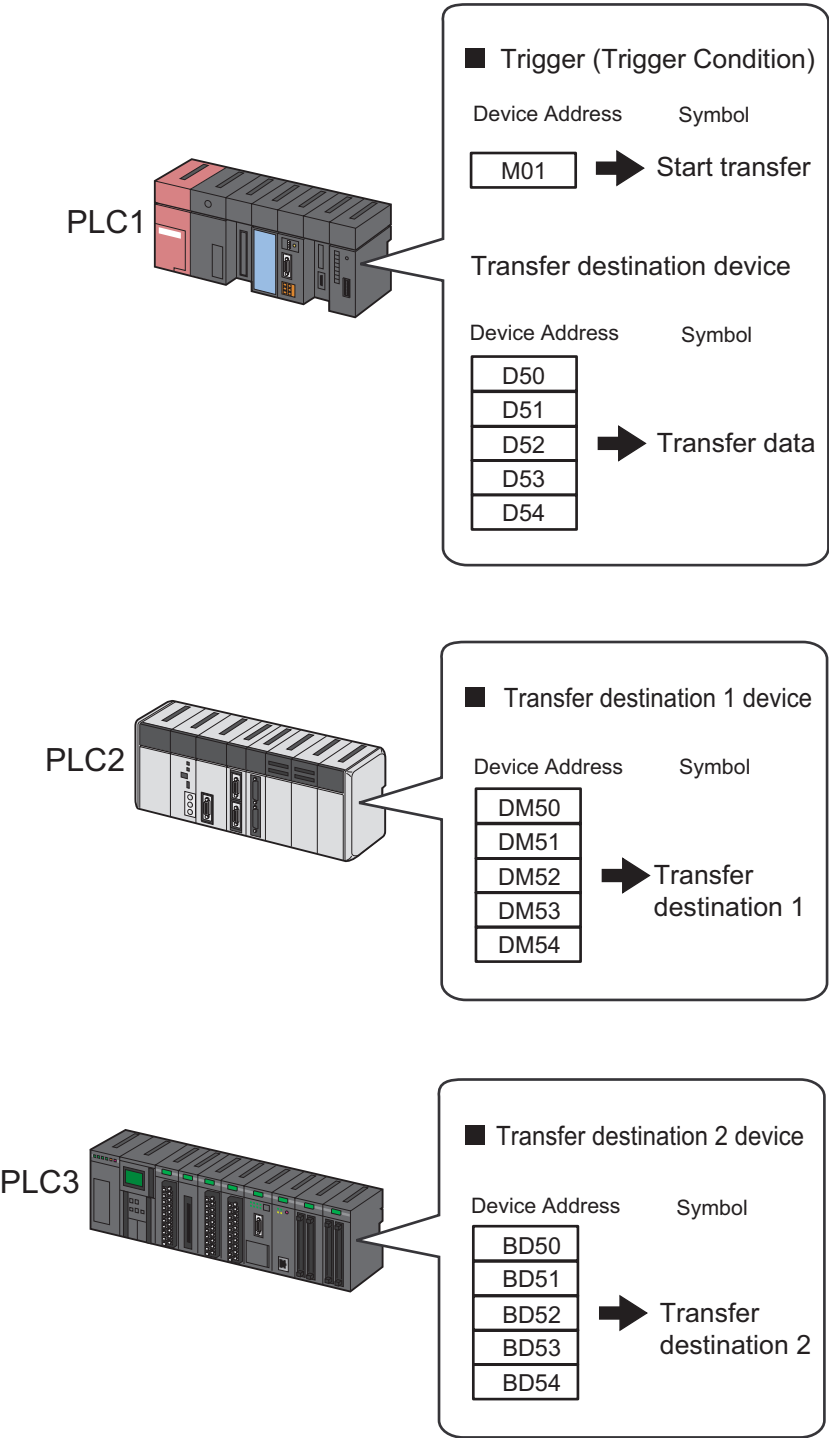 PLC1
■ Trigger (Trigger Condition)
Device Address Symbol
M01 Start transfer
Transfer destination device
Device Address Symbol
D50
D51
D52 Transfer data
D53
D54
PLC2
■ Transfer destination 1 device
Device Address Symbol
DM50
DM51
DM52 Transfer
DM53 destination 1
DM54
PLC3
■ Transfer destination 2 device
Device Address Symbol
BD50
BD51
BD52 Transfer
BD53 destination 2
BD54